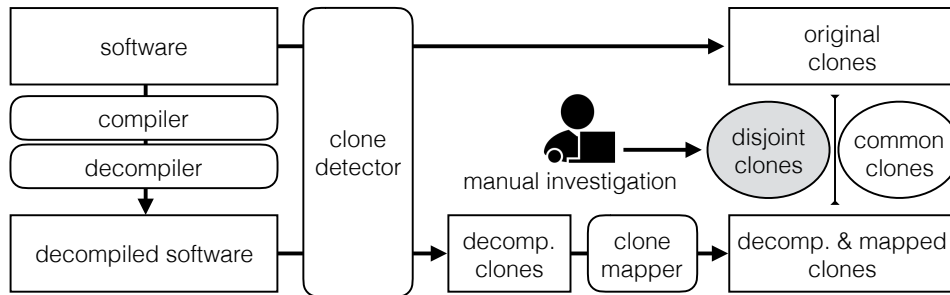 software
original
clones
compiler
decompiler
clone
detector
manual investigation
disjoint
clones
common
clones
decompiled software
decomp.
clones
clone
mapper
decomp. & mapped
clones